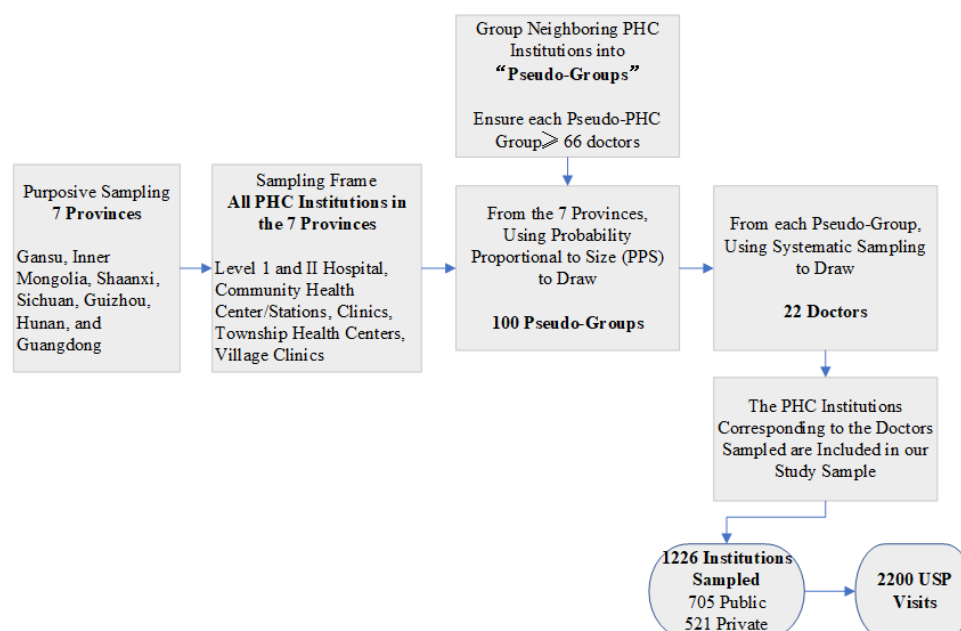 Group Neighboring PHC
Institutions into
“Pseudo-Groups”
Ensure each Pseudo-PHC
Group⩾ 66 doctors
Purposive Sampling
7 Provinces
Gansu, Inner
Mongolia, Shaanxi,
Sichuan, Guizhou,
Hunan, and
Guangdong
Sampling Frame
All PHC Institutions in
the 7 Provinces
Level 1 and II Hospital,
Community Health
Center/Stations, Clinics,
Township Health Centers,
Village Clinics
From the 7 Provinces,
Using Probability
Proportional to Size (PPS)
to Draw
100 Pseudo-Groups
From each Pseudo-Group,
Using Systematic Sampling
to Draw
22 Doctors
The PHC Institutions
Corresponding to the Doctors
Sampled are Included in our
Study Sample
1226 Institutions
Sampled
705 Public
521 Private
2200 USP
Visits